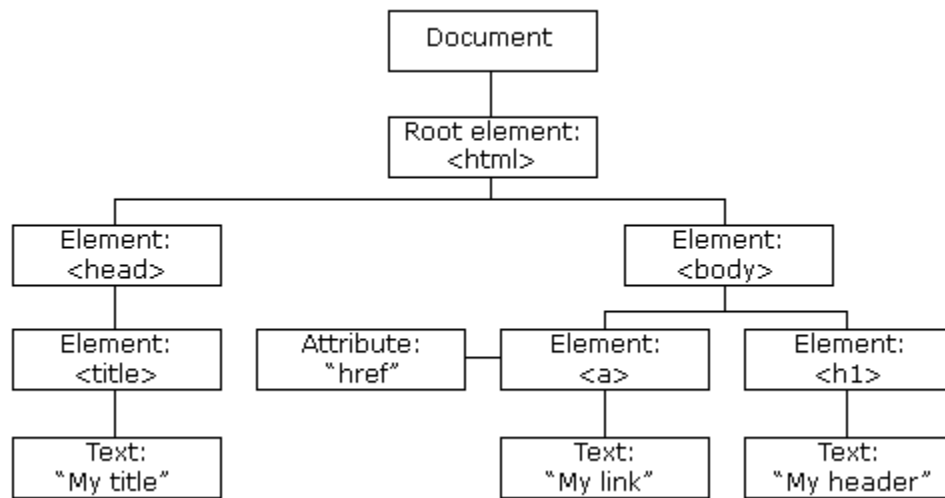 Document
Root element:
<html>
Element:
<head>
Element:
<body>
Element:
<title>
Attribute:
“href”
Element:
<a>
Element:
<h1>
Text:
“My title”
Text:
“My link”
Text:
“My header”